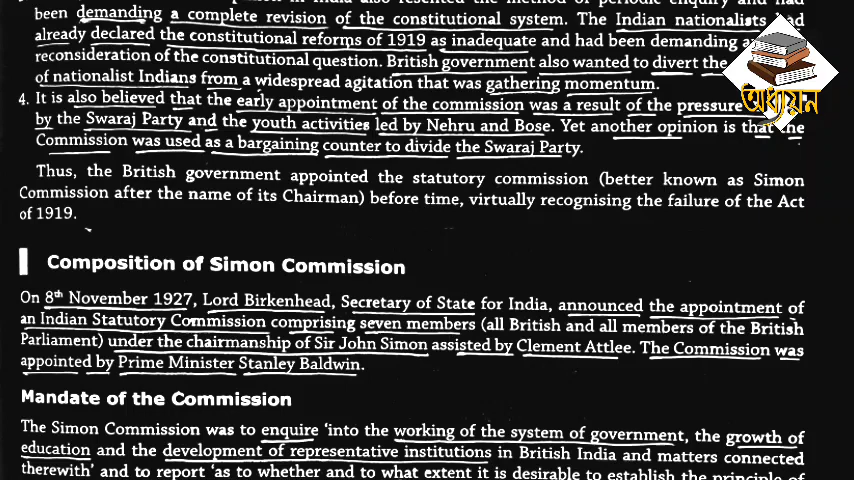 been demanding a complete revision of the constitutional system. The Indian nationalists had
already declared the constitutional reforms of 1919 as inadequate and had been demanding
reconsideration of the constitutional question. British government also wanted to divert the
of nationalist Indians from a widespread agitation that was gathering momentum.
4. It is also believed that the early appointment of the commission was a result of the pressure
by the Swaraj Party and the youth activities led by Nehru and Bose. Yet another opinion is that the
Commission was used as a bargaining counter to divide the Swaraj Party.
Thus, the British government appointed the statutory commission (better known as Simon
Commission after the name of its Chairman) before time, virtually recognising the failure of the Act
of 1919.
Composition of Simon Commission
On 8th November 1927, Lord Birkenhead, Secretary of State for India, announced the appointment of
an Indian Statutory Commission comprising seven members (all British and all members of the British
Parliament) under the chairmanship of Sir John Simon assisted by Clement Attlee. The Commission was
appointed by Prime Minister Stanley Baldwin.
Mandate of the Commission
The Simon Commission was to enquire ‘into the working of the system of government, the growth of
education and the development of representative institutions in British India and matters connected
therewith’ and to report ‘as to whether and to what extent it is desirable to establish the principle of
অধ্যয়ন